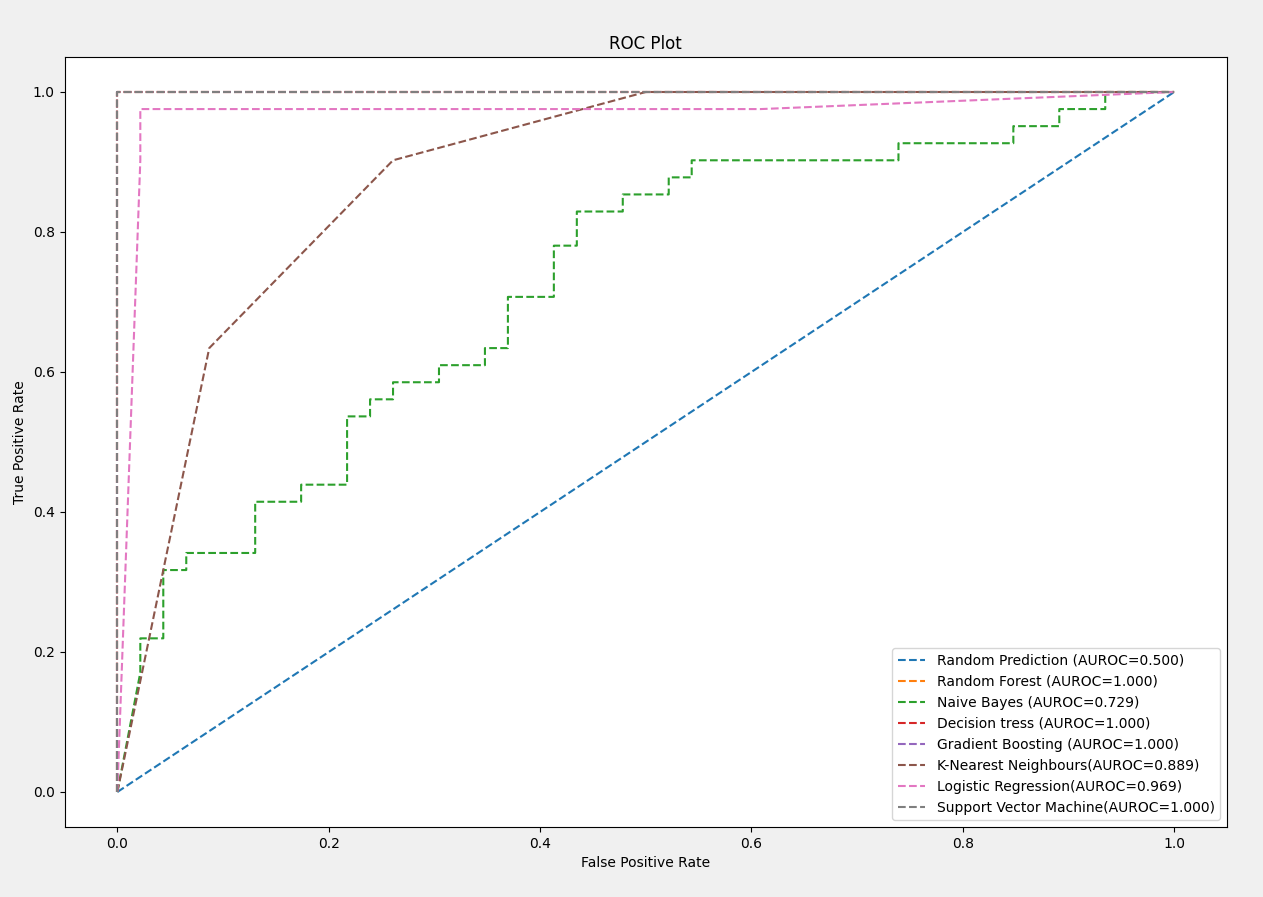 ROC Plot
1.0
0.8
0.6
0.4
0.2
0.0
True Positive Rate
0.0 0.2 0.4 0.6 0.8 1.0
False Positive Rate
Random Prediction (AUROC=0.500)
Random Forest (AUROC=1.000)
Naive Bayes (AUROC=0.729)
Decision tress (AUROC=1.000)
Gradient Boosting (AUROC=1.000)
K-Nearest Neighbours(AUROC=0.889)
Logistic Regression(AUROC=0.969)
Support Vector Machine(AUROC=1.000)